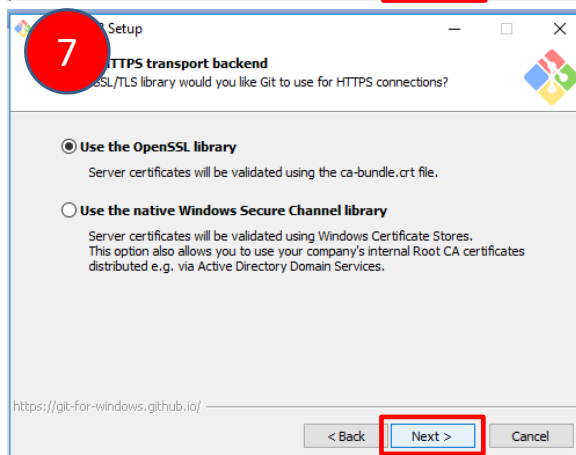 7
Setup
HTTPS transport backend
SSL/TLS library would you like Git to use for HTTPS connections?
Use the OpenSSL library
Server certificates will be validated using the ca-bundle.crt file.
Use the native Windows Secure Channel library
Server certificates will be validated using Windows Certificate Stores.
This option also allows you to use your company's internal Root CA certificates
distributed e.g. via Active Directory Domain Services.
https://git-for-windows.github.io/
< Back Next > Cancel